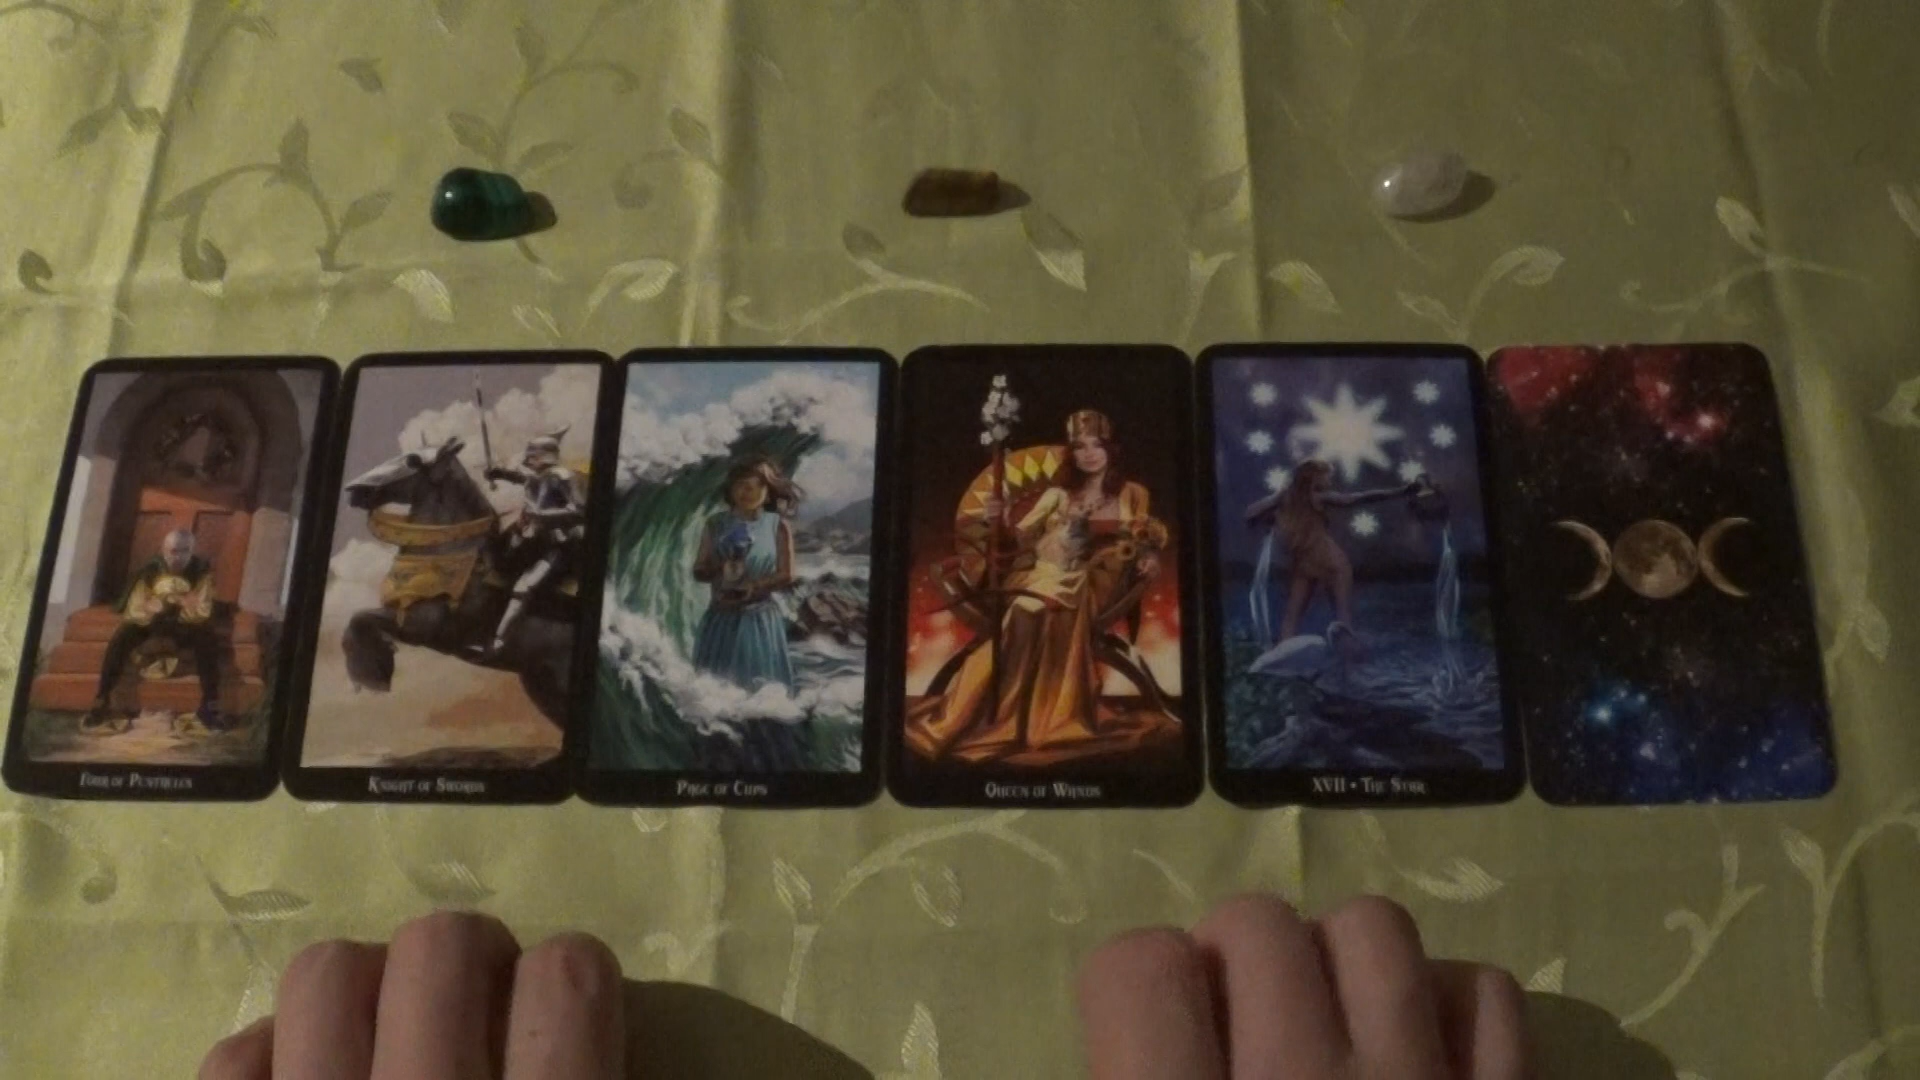 Four of Pentacles
Knight of Swords
Page of Cups
Queen of Wands
XVII • The Star